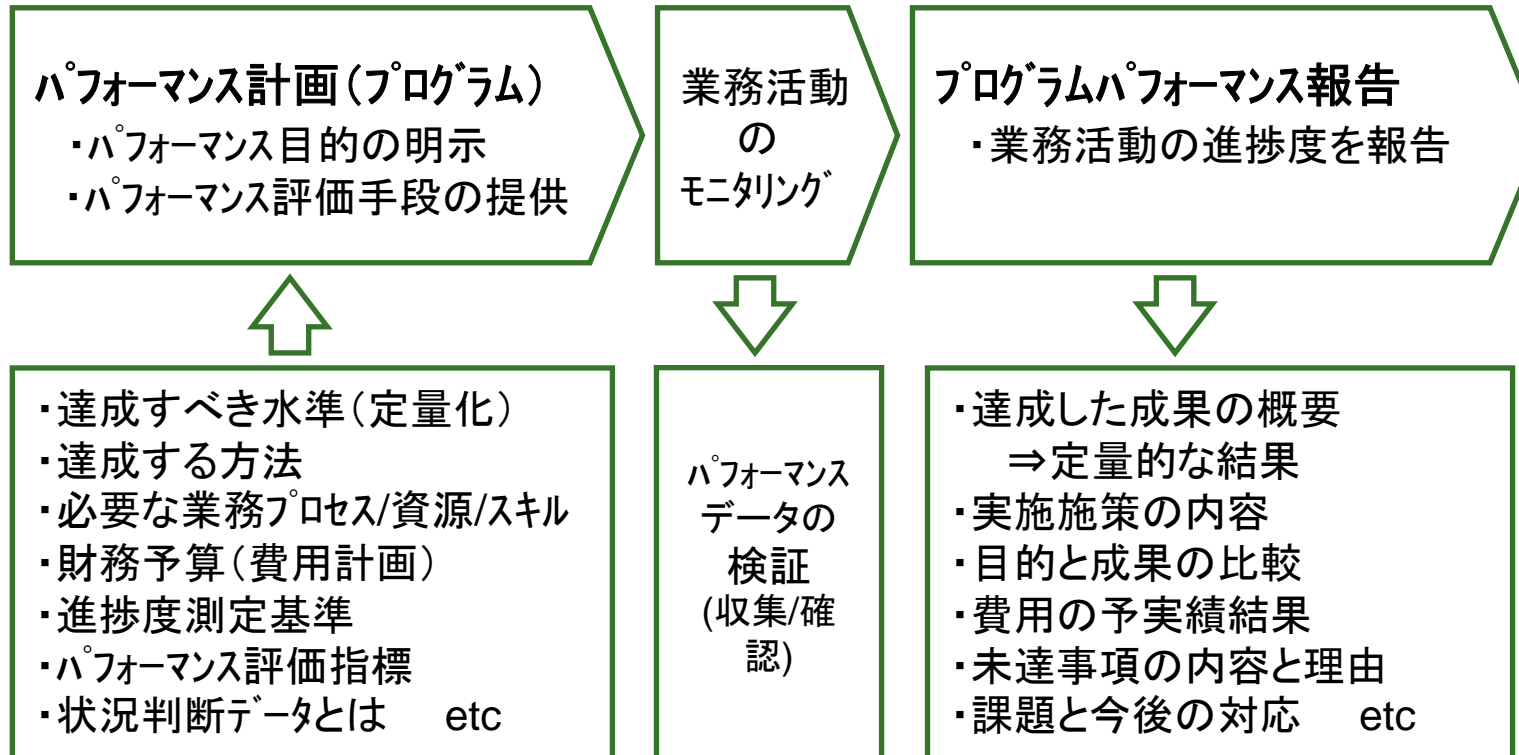 ﾊﾟﾌｫｰﾏﾝｽ計画（ﾌﾟﾛｸﾞﾗﾑ）
・ﾊﾟﾌｫｰﾏﾝｽ目的の明示
・ﾊﾟﾌｫｰﾏﾝｽ評価手段の提供
業務活動
の
ﾓﾆﾀﾘﾝｸﾞ
ﾌﾟﾛｸﾞﾗﾑﾊﾟﾌｫｰﾏﾝｽ報告
・業務活動の進捗度を報告
・達成すべき水準（定量化）
・達成する方法
・必要な業務ﾌﾟﾛｾｽ/資源/ｽｷﾙ
・財務予算（費用計画）
・進捗度測定基準
・ﾊﾟﾌｫｰﾏﾝｽ評価指標
・状況判断ﾃﾞｰﾀとは　etc
ﾊﾟﾌｫｰﾏﾝｽ
データの
検証
(収集/確
認)
・達成した成果の概要
⇒定量的な結果
・実施施策の内容
・目的と成果の比較
・費用の予実績結果
・未達事項の内容と理由
・課題と今後の対応　etc